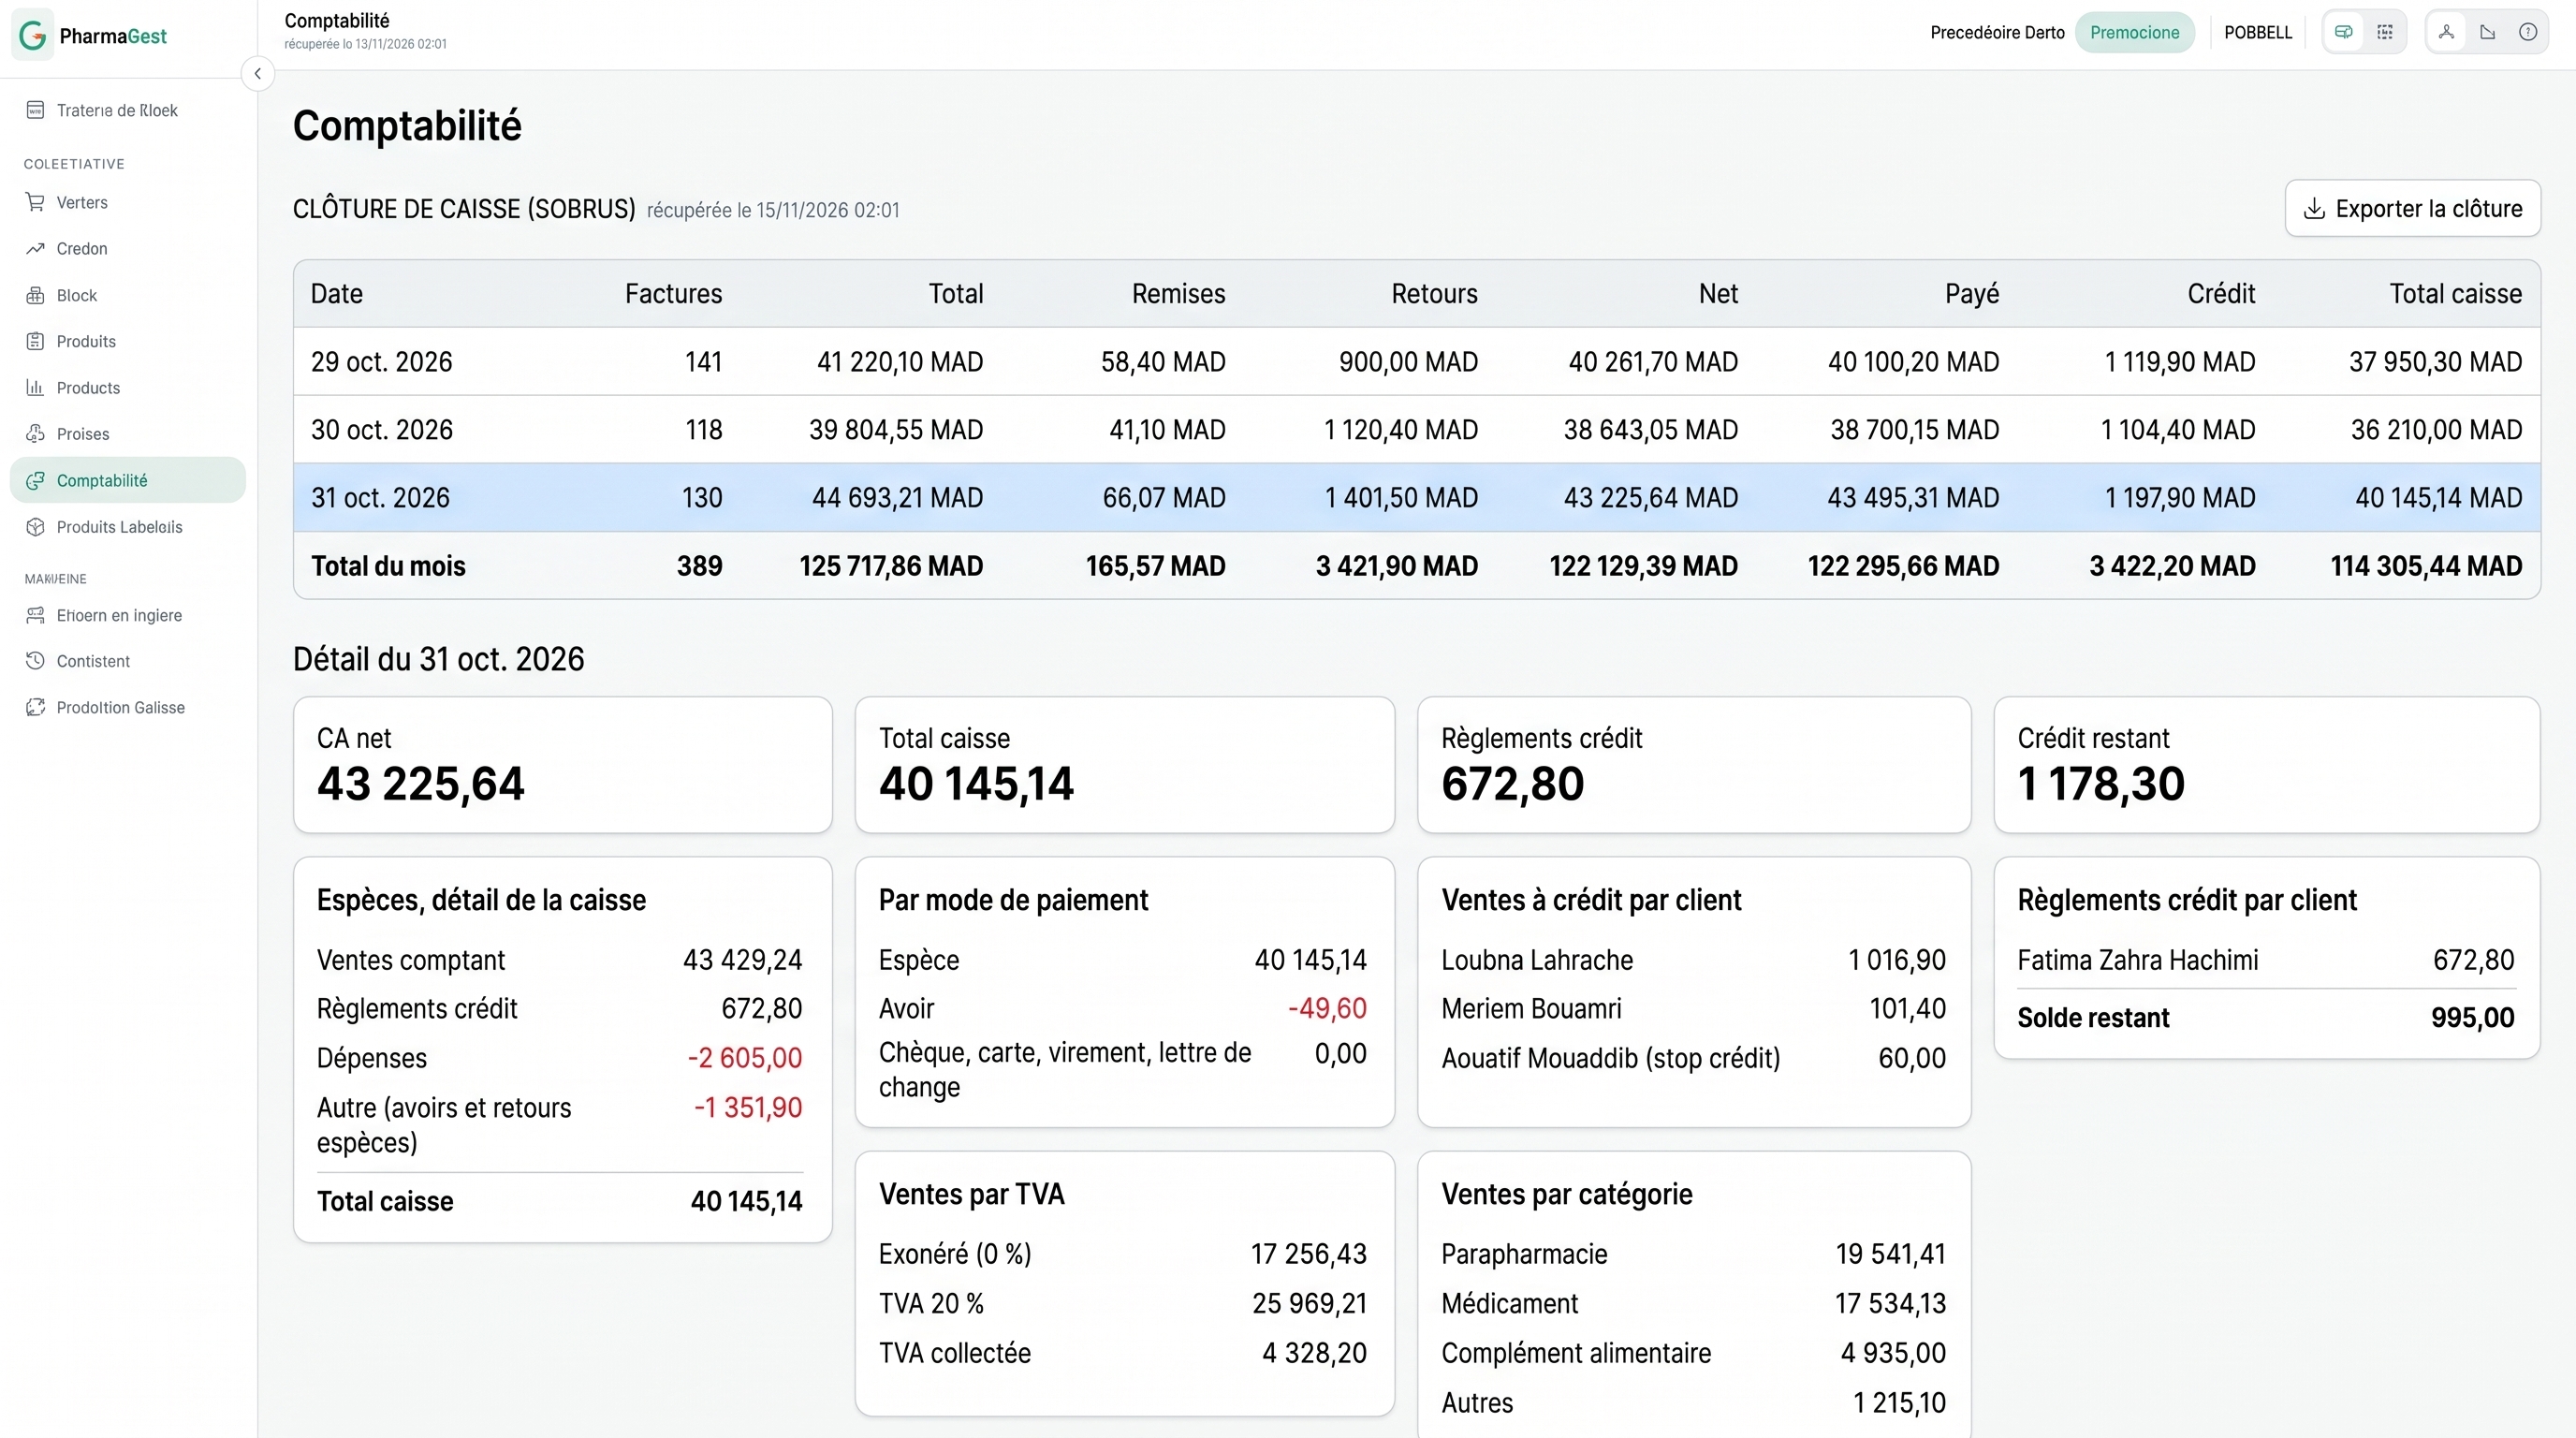 PharmaGest
Comptabilité
récuperée lo 13/11/2026 02:01
Precedéoire Darto
Premocione
POBBELL
COLEETIATIVE
Verters
Credon
Block
Produits
Products
Proises
Comptabilité
Contistent
Comptabilité
CLÔTURE DE CAISSE (SOBRUS) récupérée le 15/11/2026 02:01
Exporter la clôture
Date Factures Total Remises Retours Net Payé Crédit Total caisse
29 oct. 2026 141 41 220,10 MAD 58,40 MAD 900,00 MAD 40 261,70 MAD 40 100,20 MAD 1 119,90 MAD 37 950,30 MAD
30 oct. 2026 118 39 804,55 MAD 41,10 MAD 1 120,40 MAD 38 643,05 MAD 38 700,15 MAD 1 104,40 MAD 36 210,00 MAD
31 oct. 2026 130 44 693,21 MAD 66,07 MAD 1 401,50 MAD 43 225,64 MAD 43 495,31 MAD 1 197,90 MAD 40 145,14 MAD
Total du mois 389 125 717,86 MAD 165,57 MAD 3 421,90 MAD 122 129,39 MAD 122 295,66 MAD 3 422,20 MAD 114 305,44 MAD
Détail du 31 oct. 2026
CA net
43 225,64
Total caisse
40 145,14
Règlements crédit
672,80
Crédit restant
1 178,30
Espèces, détail de la caisse
Ventes comptant 43 429,24
Règlements crédit 672,80
Dépenses -2 605,00
Autre (avoirs et retours -1 351,90
espèces)
Total caisse 40 145,14
Par mode de paiement
Espèce 40 145,14
Avoir -49,60
Chèque, carte, virement, lettre de 0,00
change
Ventes à crédit par client
Loubna Lahrache 1 016,90
Meriem Bouamri 101,40
Aouatif Mouaddib (stop crédit) 60,00
Règlements crédit par client
Fatima Zahra Hachimi 672,80
Solde restant 995,00
Ventes par TVA
Exonéré (0 %) 17 256,43
TVA 20 % 25 969,21
TVA collectée 4 328,20
Ventes par catégorie
Parapharmacie 19 541,41
Médicament 17 534,13
Complément alimentaire 4 935,00
Autres 1 215,10